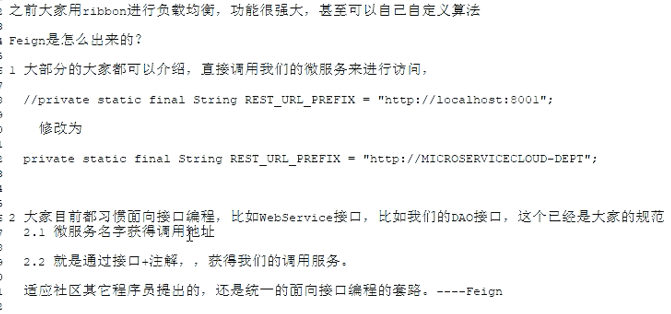 之前大家用ribbon进行负载均衡，功能很强大，甚至可以自己自定义算法
Feign是怎么出来的？
1 大部分的大家都可以介绍，直接调用我们的微服务来进行访问，
//private static final String REST_URL_PREFIX = "http://localhost:8001";
修改为
private static final String REST_URL_PREFIX = "http://MICROSERVICECLOUD-DEPT";
2 大家目前都习惯面向接口编程，比如WebService接口，比如我们的DAO接口，这个已经是大家的规范
2.1 微服务名字获得调用地址
2.2 就是通过接口+注解，，获得我们的调用服务。
适应社区其它程序员提出的，还是统一的面向接口编程的套路。----Feign